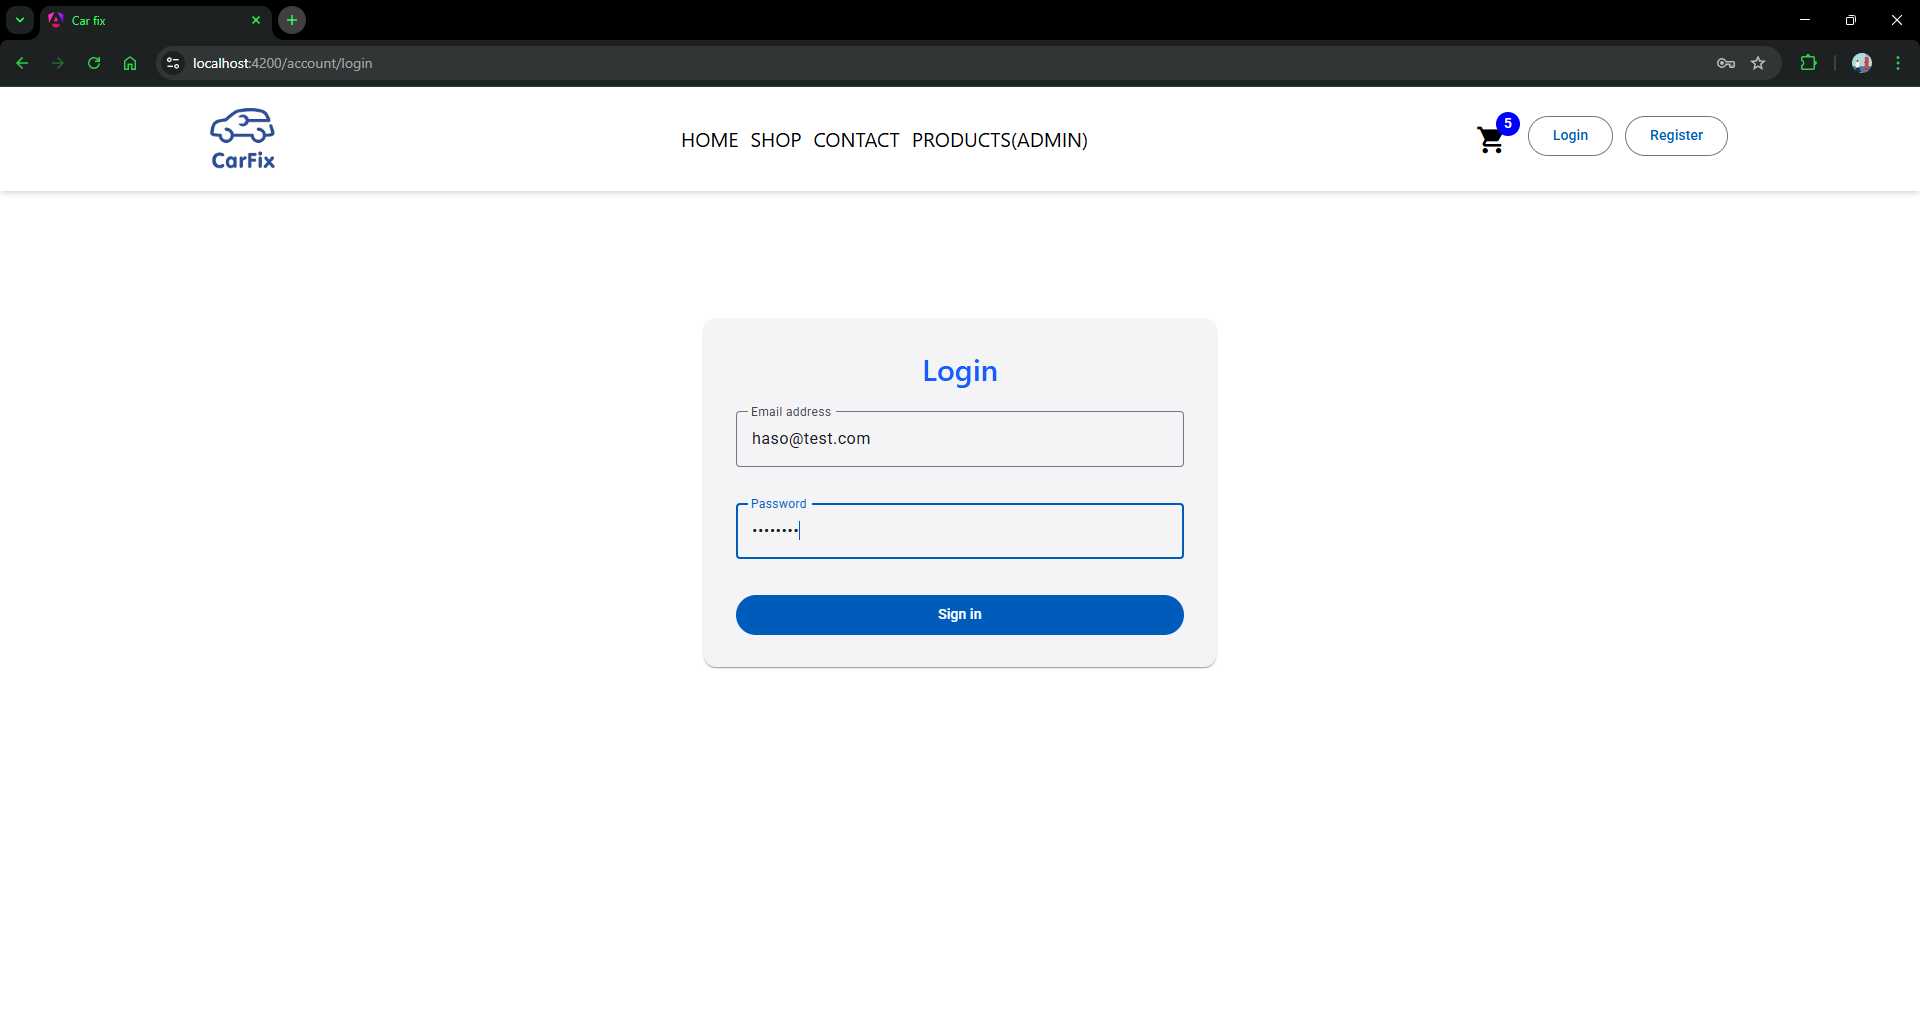 Car fix
localhost:4200/account/login
CarFix
HOME SHOP CONTACT PRODUCTS(ADMIN)
5
Login
Register
Login
Email address
haso@test.com
Password
••••••••
Sign in